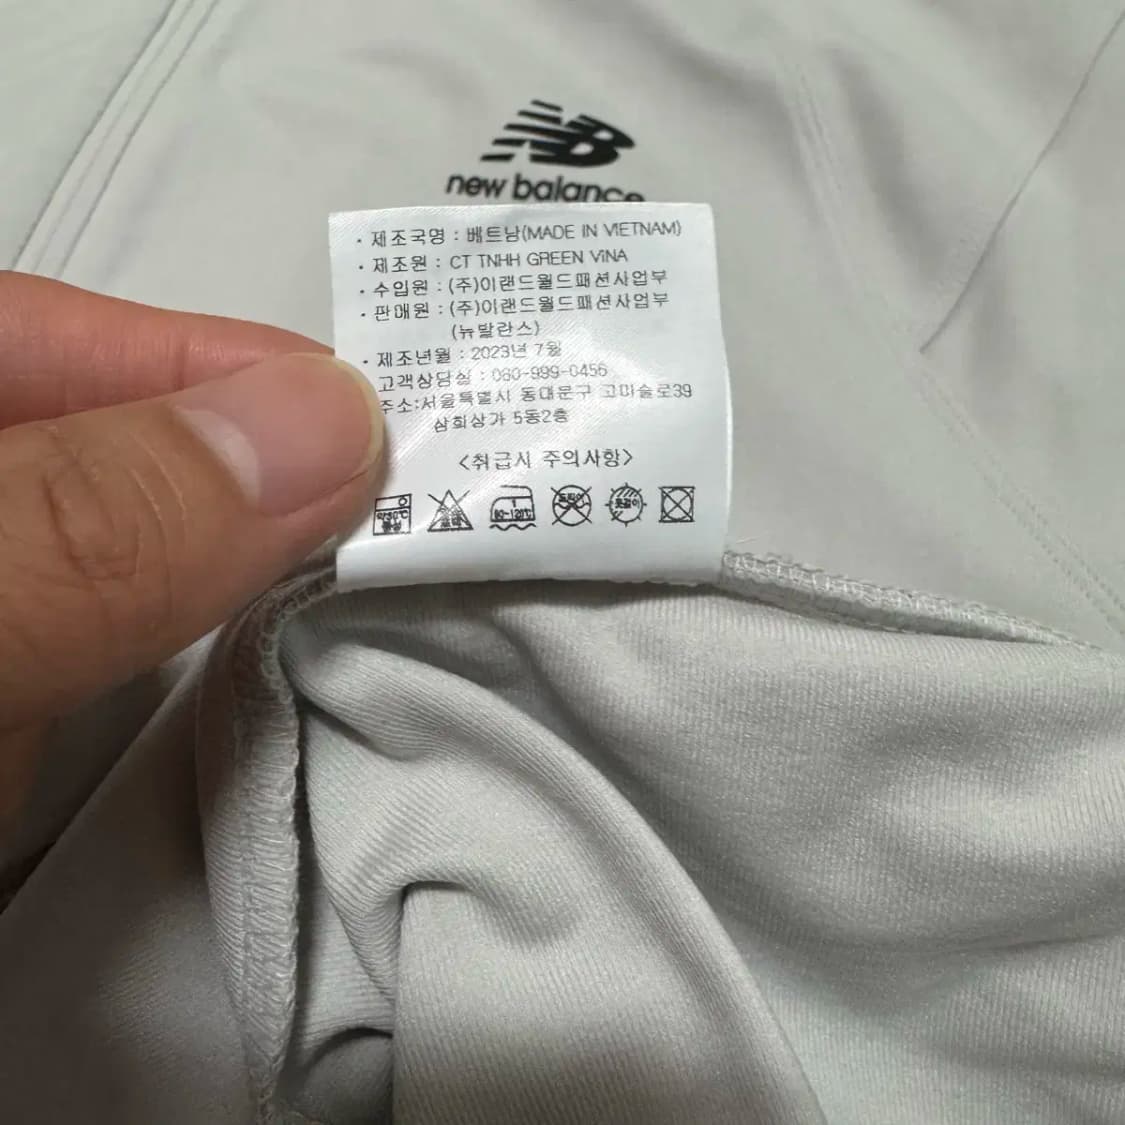 new balance
· 제조국명 : 베트남(MADE IN VIETNAM)
· 제조원 : CT TNHH GREEN VINA
· 수입원 : (주)이랜드월드패션사업부
· 판매원 : (주)이랜드월드패션사업부
(뉴발란스)
· 제조년월 : 2023년 7월
고객상담실 : 080-999-0456
주소:서울특별시 동대문구 고미술로39
삼희상가 5동2층
<취급시 주의사항>
1
80~120℃